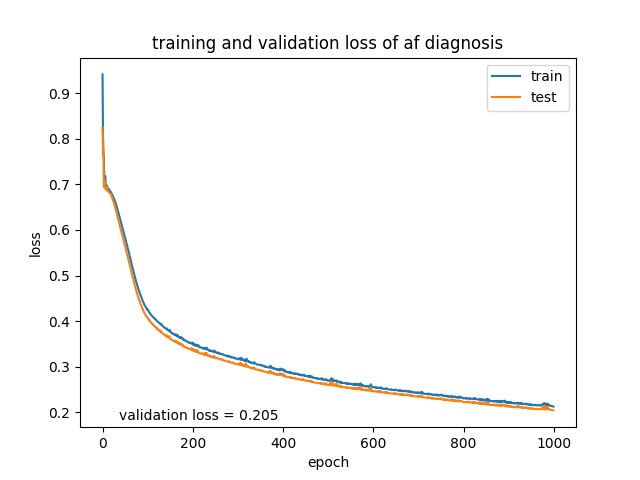 training and validation loss of af diagnosis
train
test
0.9
0.8
0.7
0.6
0.5
0.4
0.3
0.2
loss
validation loss = 0.205
0
200
400
600
800
1000
epoch